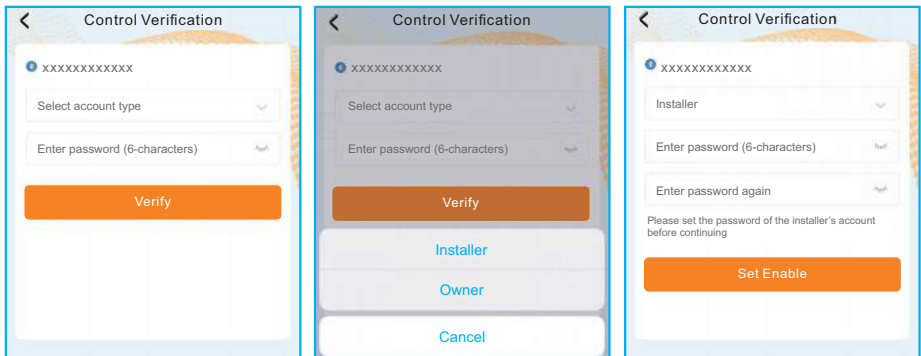 Control Verification
xxxxxxxxxxxx
Select account type
Enter password (6-characters)
Verify
Control Verification
xxxxxxxxxxxx
Select account type
Enter password (6-characters)
Verify
Installer
Owner
Cancel
Control Verification
xxxxxxxxxxxx
Installer
Enter password (6-characters)
Enter password again
Please set the password of the installer's account
before continuing
Set Enable